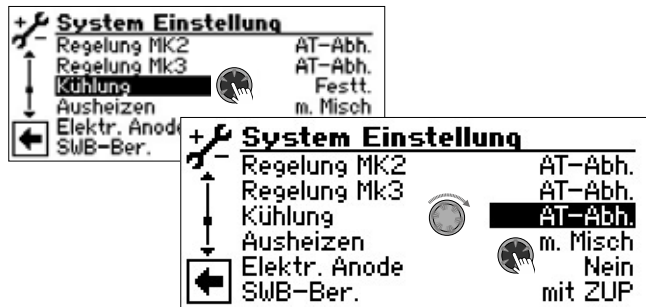 System Einstellung
Regelung MK2 AT-Abh.
Regelung Mk3 AT-Abh.
Kühlung Festt.
Ausheizen m. Misch
Elektr. Anode
SWB-Ber.
System Einstellung
Regelung MK2 AT-Abh.
Regelung Mk3 AT-Abh.
Kühlung AT-Abh.
Ausheizen m. Misch
Elektr. Anode Nein
SWB-Ber. mit ZUP